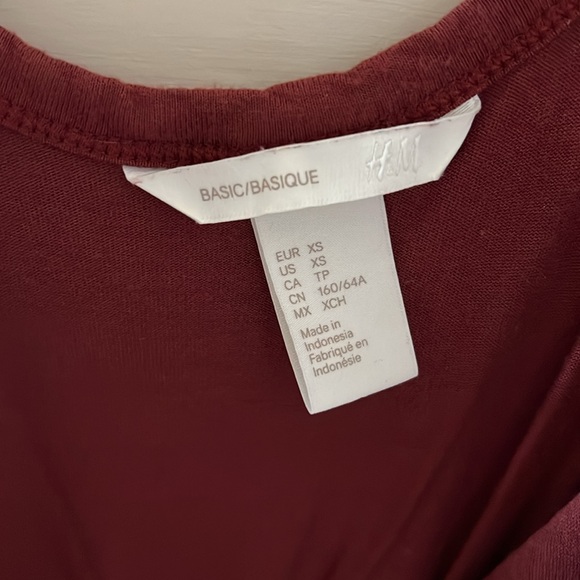 BASIC/BASIQUE H&M
EUR XS
US XS
CA TP
CN 160/64A
MX XCH
Made in
Indonesia
Fabriqué en
Indonésie